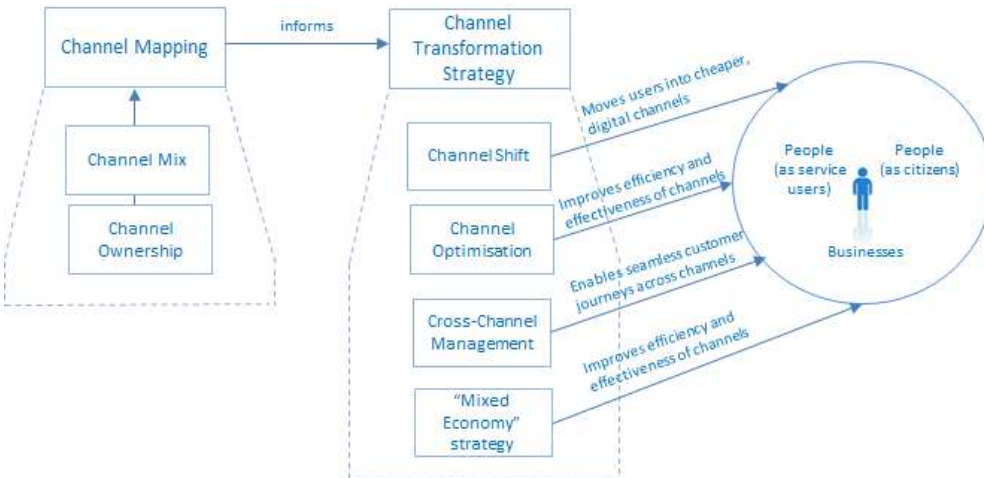 Channel Mapping
informs
Channel
Transformation
Strategy
Channel Mix
Channel
Ownership
Channel Shift
Channel
Optimisation
Cross-Channel
Management
“Mixed
Economy”
strategy
Moves users into cheaper,
digital channels
Improves efficiency and
effectiveness of channels
Enables seamless customer
journeys across channels
Improves efficiency and
effectiveness of channels
People
(as service
users)
People
(as citizens)
Businesses